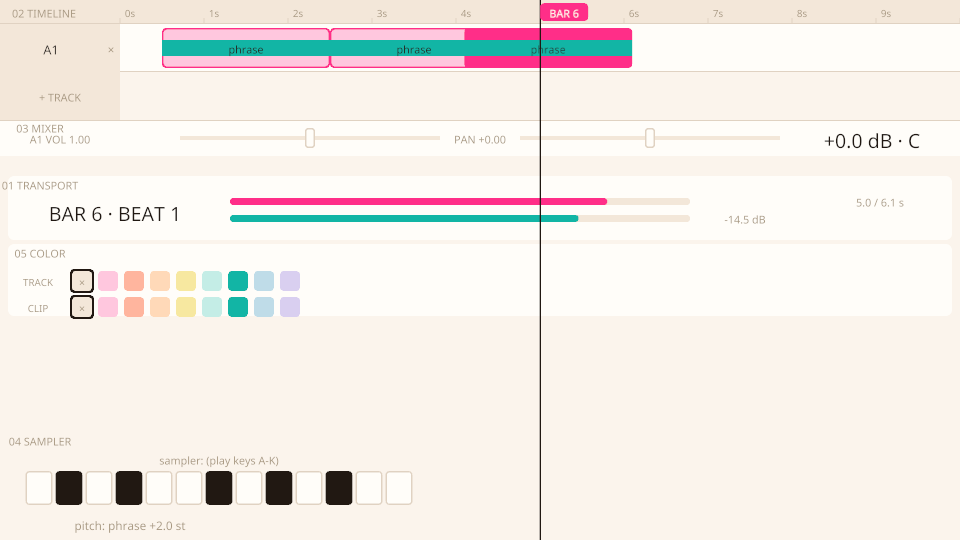 02 TIMELINE 0s 1s 2s 3s 4s BAR 6 6s 7s 8s 9s
A1 × phrase phrase phrase
+ TRACK
03 MIXER
A1 VOL 1.00 PAN +0.00 +0.0 dB · C
01 TRANSPORT
BAR 6 · BEAT 1 -14.5 dB 5.0 / 6.1 s
05 COLOR
TRACK ×
CLIP ×
04 SAMPLER
sampler: (play keys A-K)
pitch: phrase +2.0 st